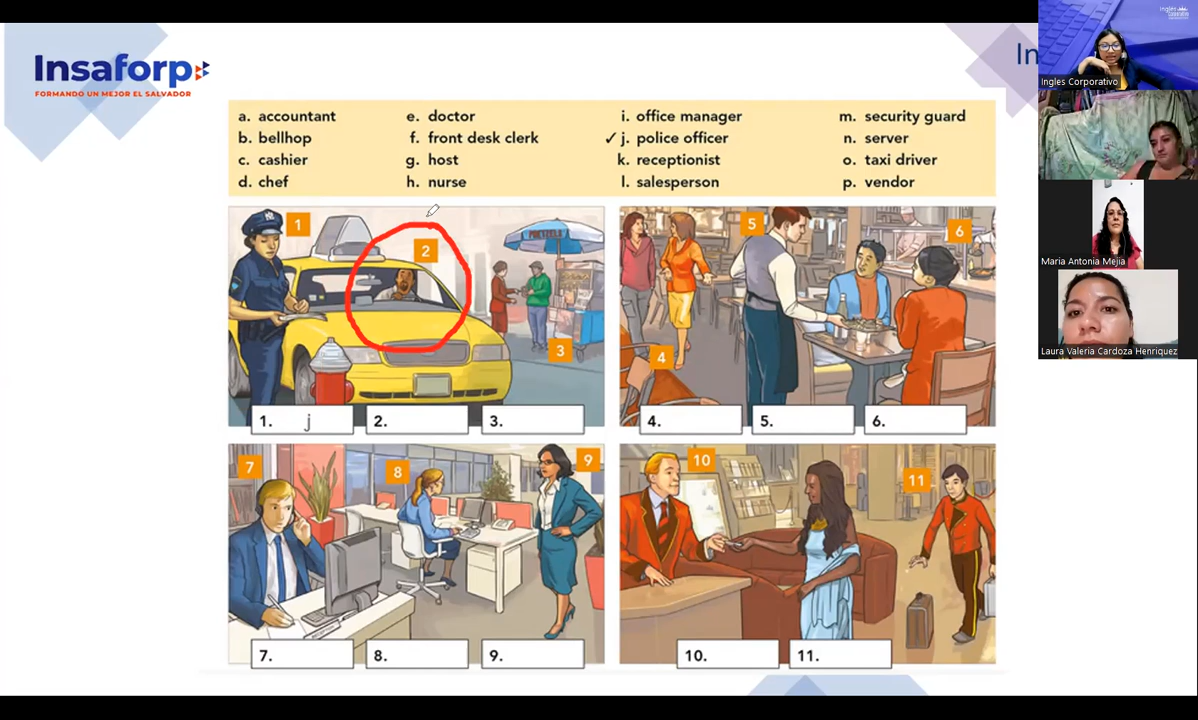 Insaforp
FORMANDO UN MEJOR EL SALVADOR
In
a. accountant
b. bellhop
c. cashier
d. chef
e. doctor
f. front desk clerk
g. host
h. nurse
i. office manager
✓ j. police officer
k. receptionist
l. salesperson
m. security guard
n. server
o. taxi driver
p. vendor
1
2
PRETZELS
3
1. j
2.
3.
5
6
4
4.
5.
6.
7
8
9
7.
8.
9.
10
11
10.
11.
Ingles Corporativo
Maria Antonia Mejia
Laura Valeria Cardoza Henriquez